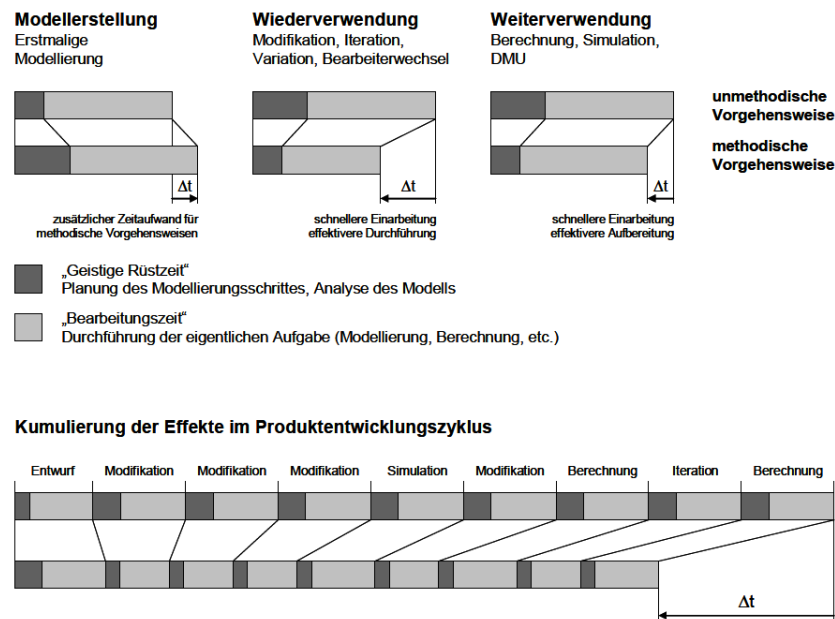 Modellerstellung
Erstmalige
Modellierung
Wiederverwendung
Modifikation, Iteration,
Variation, Bearbeiterwechsel
Weiterverwendung
Berechnung, Simulation,
DMU
unmethodische
Vorgehensweise
methodische
Vorgehensweise
Δt
zusätzlicher Zeitaufwand für
methodische Vorgehensweisen
Δt
schnellere Einarbeitung
effektivere Durchführung
Δt
schnellere Einarbeitung
effektivere Aufbereitung
„Geistige Rüstzeit“
Planung des Modellierungsschrittes, Analyse des Modells
„Bearbeitungszeit“
Durchführung der eigentlichen Aufgabe (Modellierung, Berechnung, etc.)
Kumulierung der Effekte im Produktentwicklungszyklus
Entwurf Modifikation Modifikation Modifikation Simulation Modifikation Berechnung Iteration Berechnung
Δt